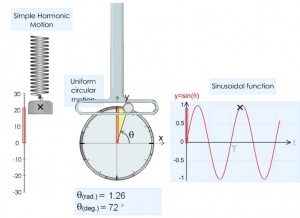 Simple Harmonic
Motion
Uniform
circular
motion
y
θ
x
30
20
10
0
-10
-20
-30
θ(rad.) = 1.26
θ(deg.) = 72 °
Sinusoidal function
y=sin(θ)
1
0.5
0
-0.5
-1
T
t